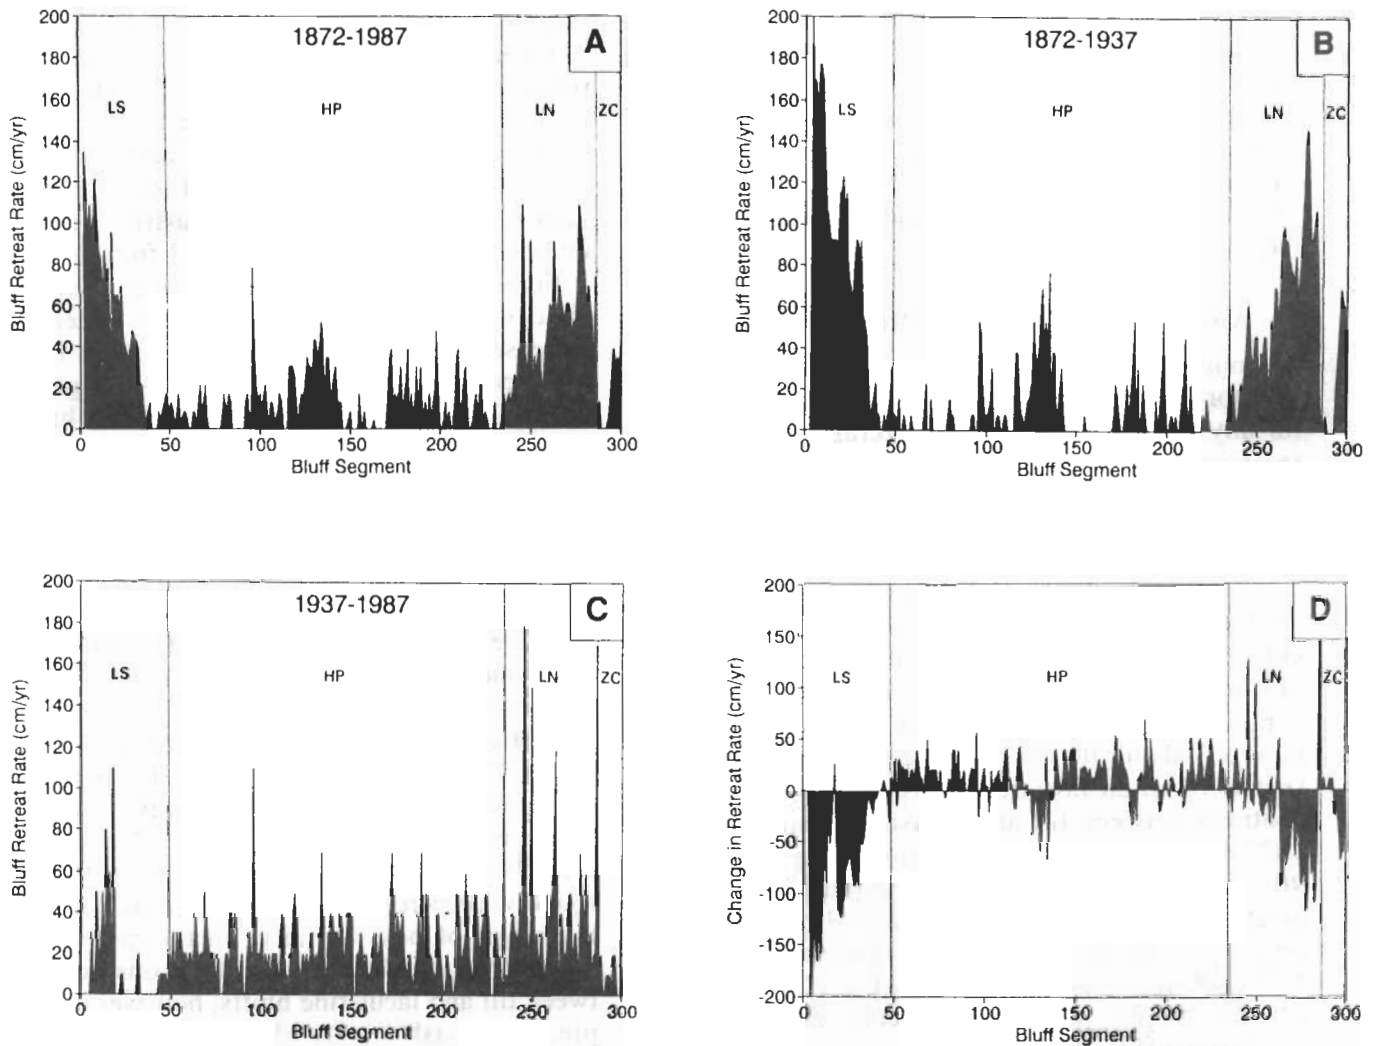 200
180
160
140
120
100
80
60
40
20
0
Bluff Retreat Rate (cm/yr)
1872-1987
A
LS
HP
LN
ZC
0
50
100
150
200
250
300
Bluff Segment
200
180
160
140
120
100
80
60
40
20
0
Bluff Retreat Rate (cm/yr)
1872-1937
B
LS
HP
LN
ZC
0
50
100
150
200
250
300
Bluff Segment
200
180
160
140
120
100
80
60
40
20
0
Bluff Retreat Rate (cm/yr)
1937-1987
C
LS
HP
LN
ZC
0
50
100
150
200
250
300
Bluff Segment
200
150
100
50
0
-50
-100
-150
-200
Change in Retreat Rate (cm/yr)
D
LS
HP
LN
ZC
0
50
100
150
200
250
300
Bluff Segment